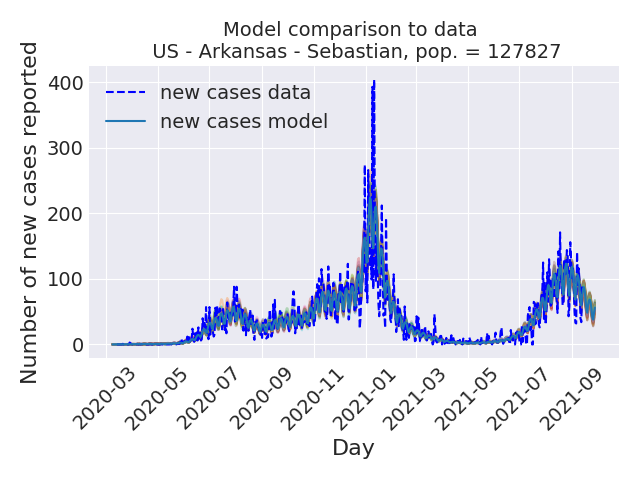 Model comparison to data
US - Arkansas - Sebastian, pop. = 127827
Number of new cases reported
400
300
200
100
0
new cases data
new cases model
2020-03
2020-05
2020-07
2020-09
2020-11
2021-01
2021-03
2021-05
2021-07
2021-09
Day